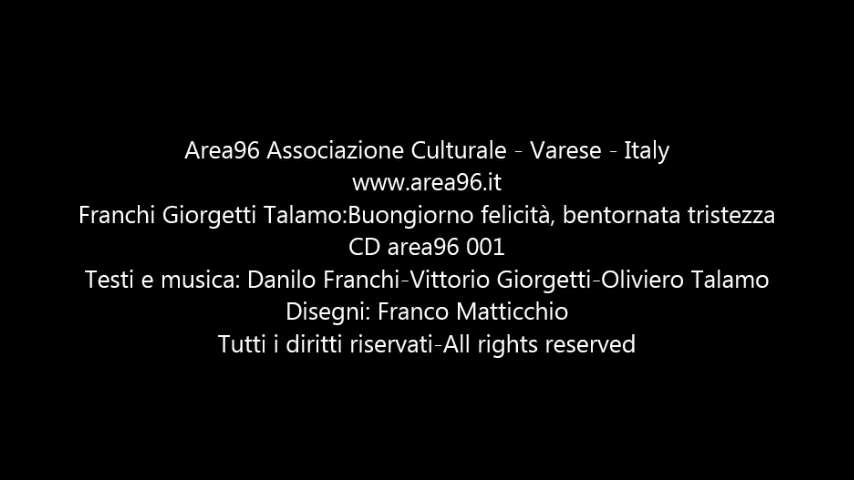 Area96 Associazione Culturale - Varese - Italy
www.area96.it
Franchi Giorgetti Talamo:Buongiorno felicità, bentornata tristezza
CD area96 001
Testi e musica: Danilo Franchi-Vittorio Giorgetti-Oliviero Talamo
Disegni: Franco Matticchio
Tutti i diritti riservati-All rights reserved